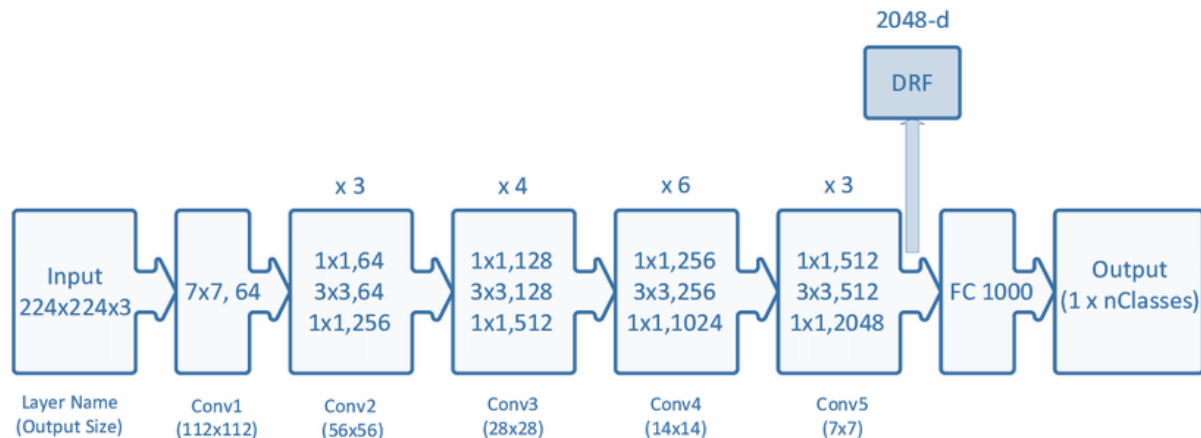 2048-d
DRF
x 3
x 4
x 6
x 3
Input
224x224x3
7x7, 64
1x1,64
3x3,64
1x1,256
1x1,128
3x3,128
1x1,512
1x1,256
3x3,256
1x1,1024
1x1,512
3x3,512
1x1,2048
FC 1000
Output
(1 x nClasses)
Layer Name
(Output Size)
Conv1
(112x112)
Conv2
(56x56)
Conv3
(28x28)
Conv4
(14x14)
Conv5
(7x7)